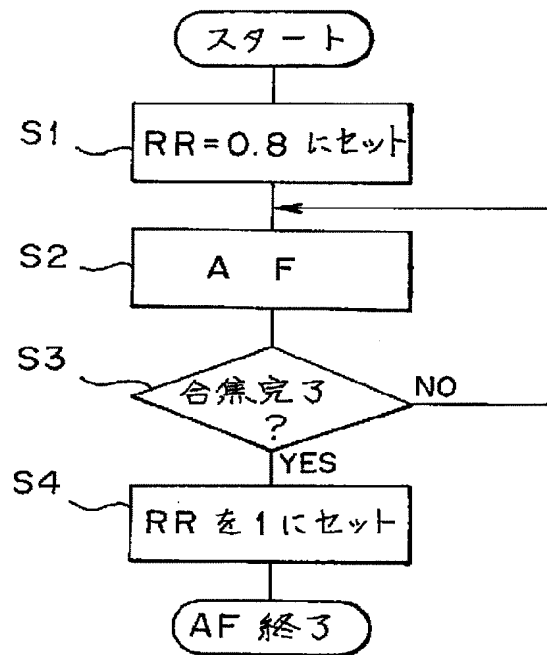 スタート
S1
RR=0.8 にセット
S2
A F
S3
合焦完了
?
NO
YES
S4
RR を 1 にセット
AF 終了